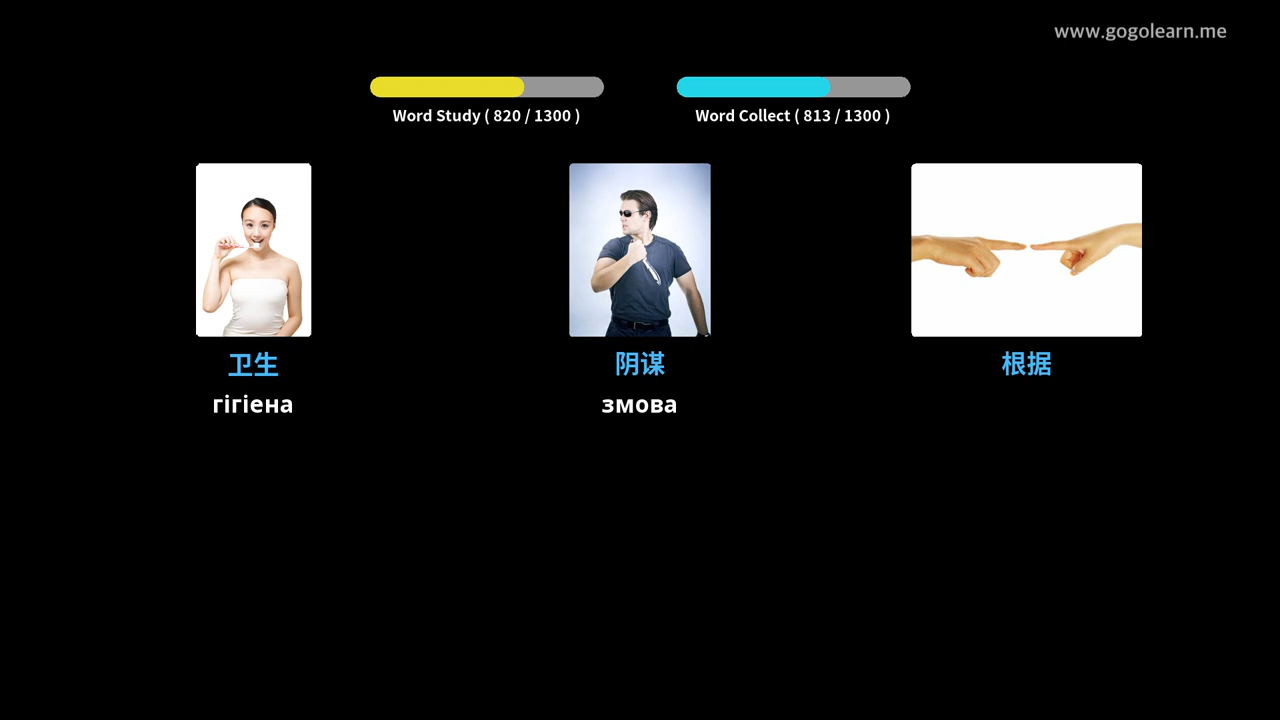 www.gogolearn.me
Word Study ( 820 / 1300 )
Word Collect ( 813 / 1300 )
卫生
阴谋
根据
гігієна
змова